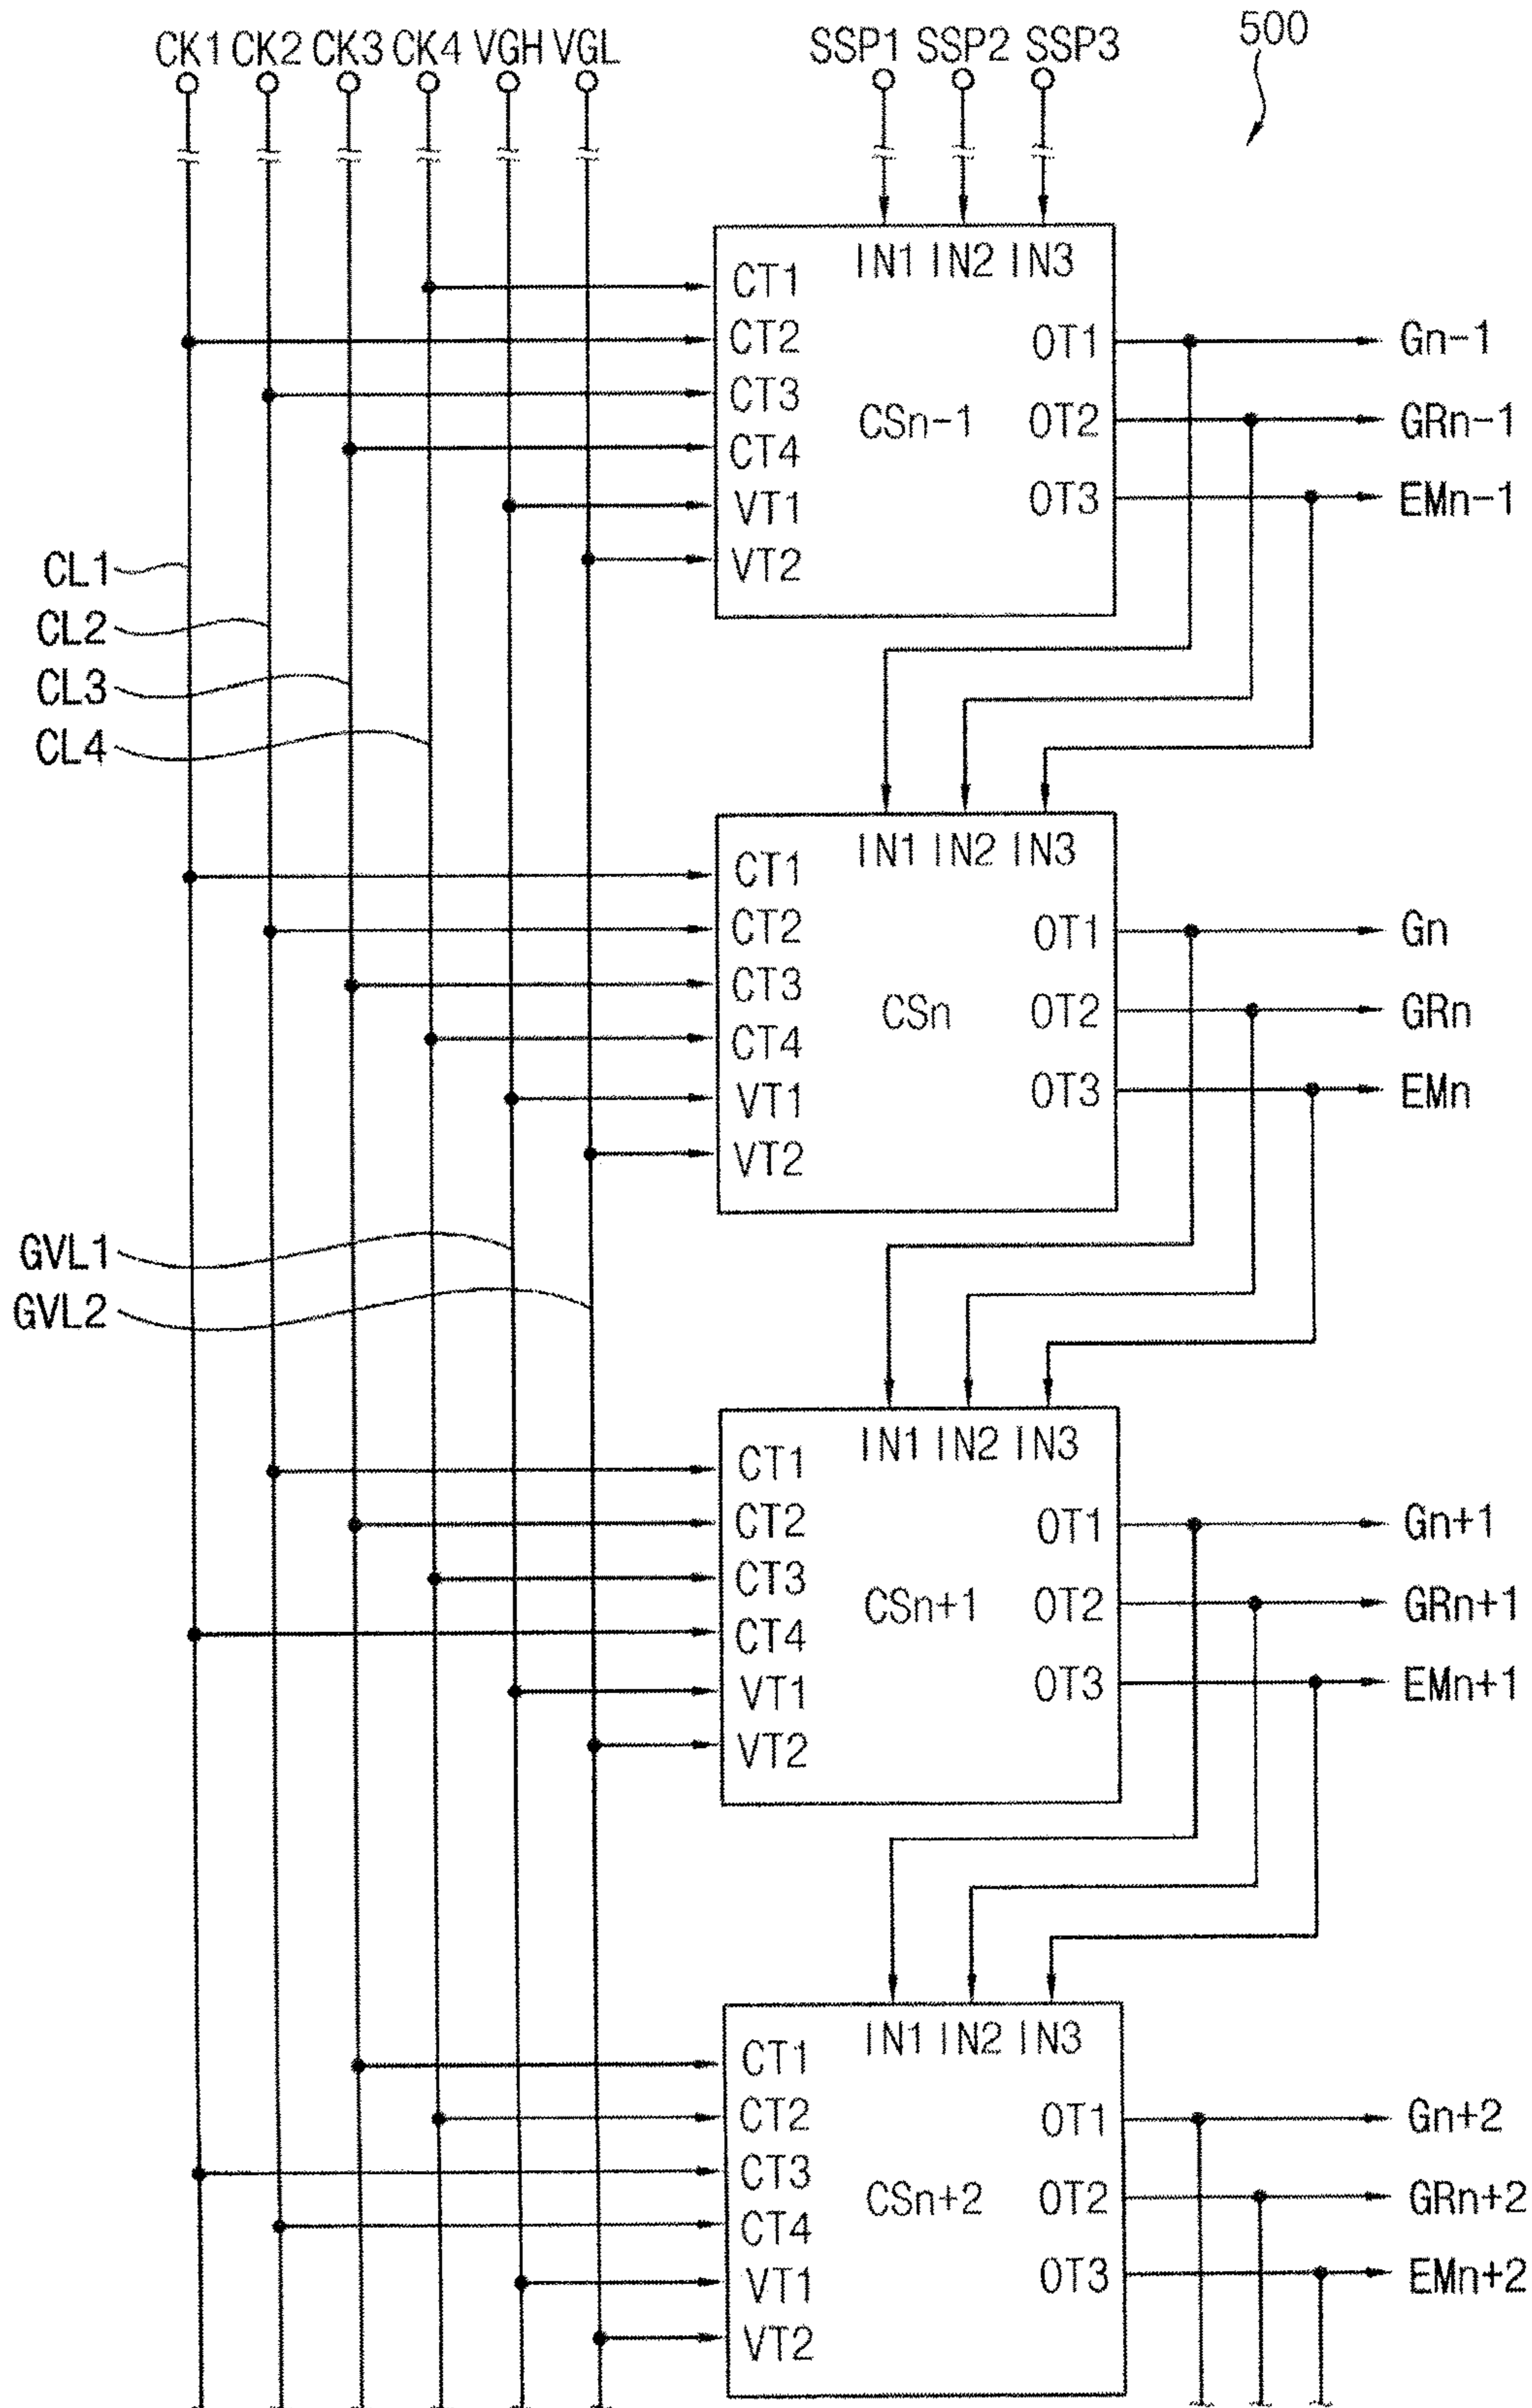 CK1 CK2 CK3 CK4 VGH VGL SSP1 SSP2 SSP3 500
IN1 IN2 IN3
CT1
CT2 OT1 Gn-1
CT3
CSn-1 OT2 GRn-1
CT4
VT1 OT3 EMn-1
VT2
CL1
CL2
CL3
CL4
IN1 IN2 IN3
CT1
CT2 OT1 Gn
CT3
CSn OT2 GRn
CT4
VT1 OT3 EMn
VT2
GVL1
GVL2
IN1 IN2 IN3
CT1
CT2 OT1 Gn+1
CT3
CSn+1 OT2 GRn+1
CT4
VT1 OT3 EMn+1
VT2
IN1 IN2 IN3
CT1
CT2 OT1 Gn+2
CT3
CSn+2 OT2 GRn+2
CT4
VT1 OT3 EMn+2
VT2